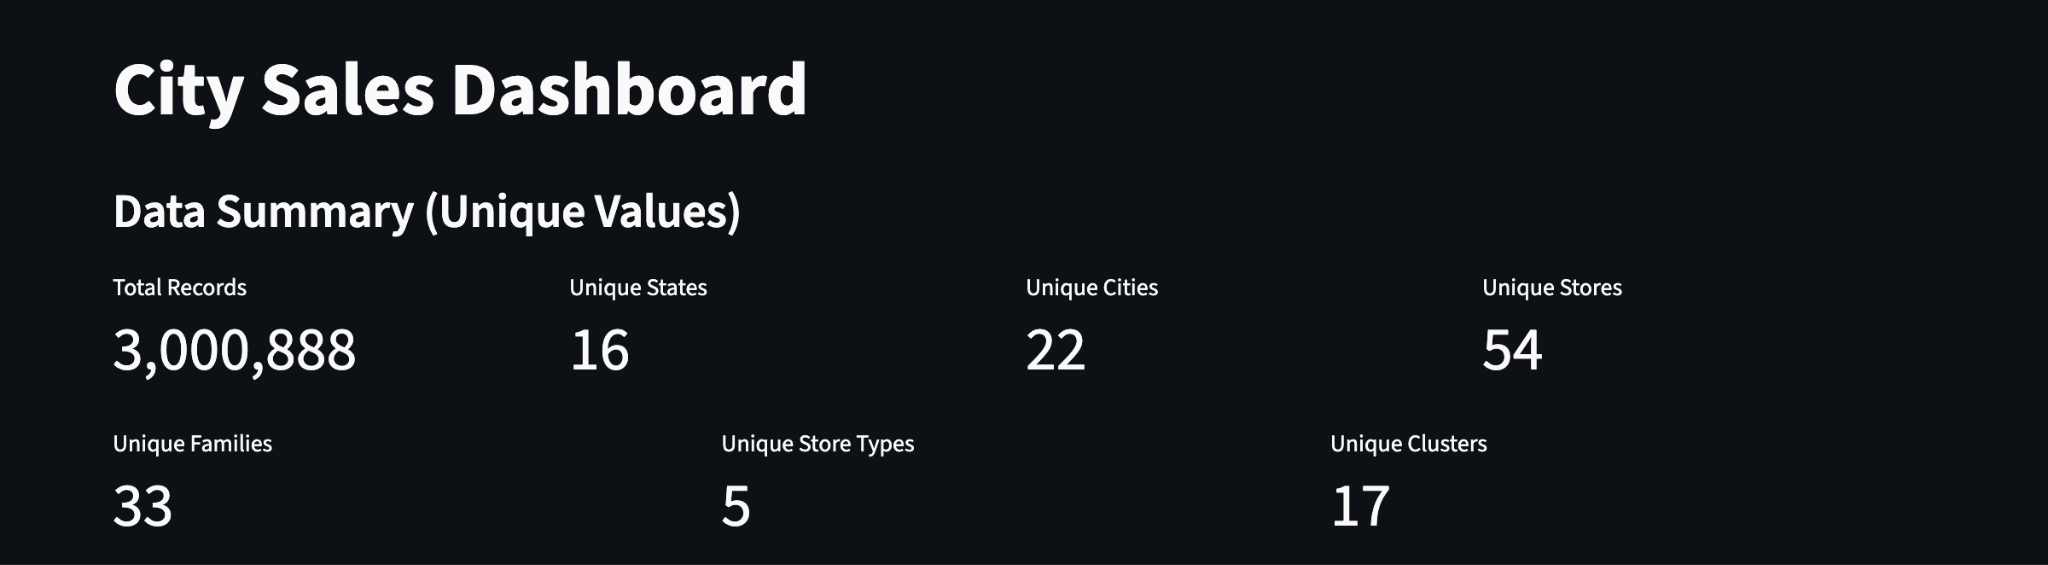 City Sales Dashboard
Data Summary (Unique Values)
Total Records
3,000,888
Unique States
16
Unique Cities
22
Unique Stores
54
Unique Families
33
Unique Store Types
5
Unique Clusters
17